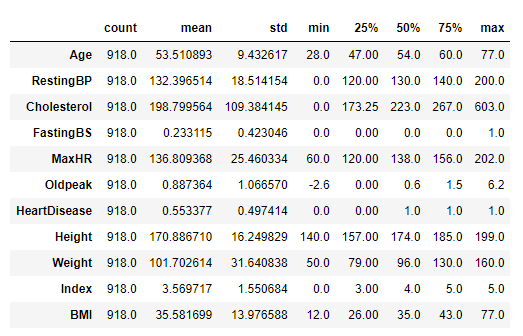 count mean std min 25% 50% 75% max
Age 918.0 53.510893 9.432617 28.0 47.00 54.0 60.0 77.0
RestingBP 918.0 132.396514 18.514154 0.0 120.00 130.0 140.0 200.0
Cholesterol 918.0 198.799564 109.384145 0.0 173.25 223.0 267.0 603.0
FastingBS 918.0 0.233115 0.423046 0.0 0.00 0.0 0.0 1.0
MaxHR 918.0 136.809368 25.460334 60.0 120.00 138.0 156.0 202.0
Oldpeak 918.0 0.887364 1.066570 -2.6 0.00 0.6 1.5 6.2
HeartDisease 918.0 0.553377 0.497414 0.0 0.00 1.0 1.0 1.0
Height 918.0 170.886710 16.249829 140.0 157.00 174.0 185.0 199.0
Weight 918.0 101.702614 31.640838 50.0 79.00 96.0 130.0 160.0
Index 918.0 3.569717 1.550684 0.0 3.00 4.0 5.0 5.0
BMI 918.0 35.581699 13.976588 12.0 26.00 35.0 43.0 77.0